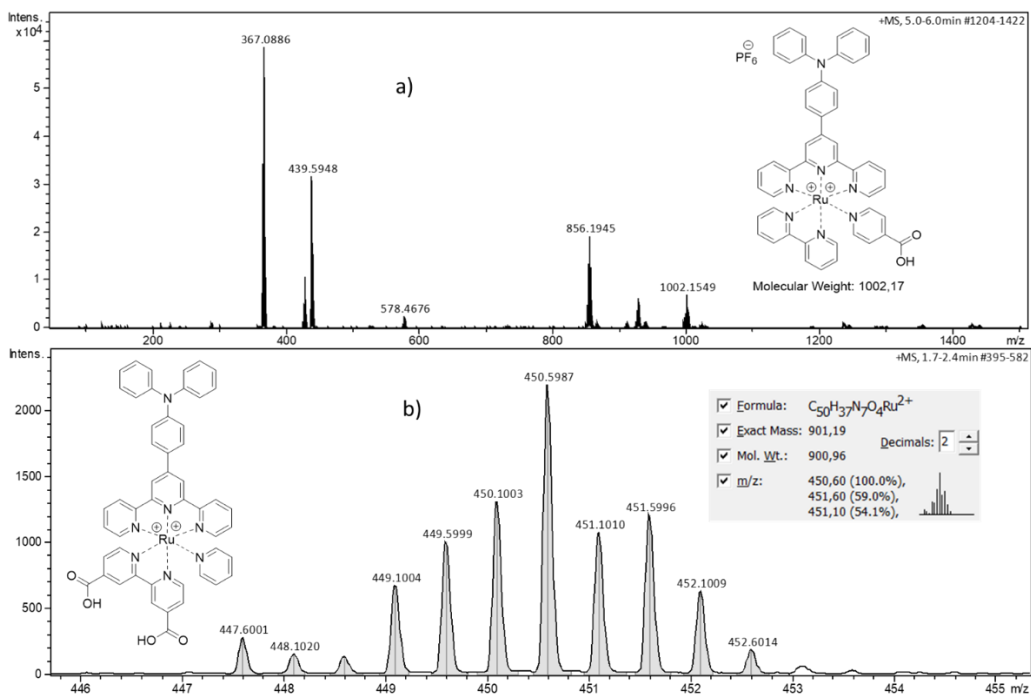 Intens.
x10⁴
+MS, 5.0-6.0min #1204-1422
367.0886
a)
439.5948
578.4676
856.1945
1002.1549
5
4
3
2
1
0
200
400
600
800
1000
1200
1400
m/z
⊖
PF₆
N
N
N
N
⊕
⊕
Ru
N
N
N
O
OH
Molecular Weight: 1002,17
Intens.
+MS, 1.7-2.4min #395-582
b)
450.5987
450.1003
451.5996
449.5999
451.1010
449.1004
452.1009
447.6001
448.1020
452.6014
2000
1500
1000
500
0
446
447
448
449
450
451
452
453
454
455
m/z
N
N
N
N
⊕
⊕
Ru
N
N
N
O
OH
O
HO
Formula: C₅₀H₃₇N₇O₄Ru²⁺
Exact Mass: 901,19
Decimals: 2
Mol. Wt.: 900,96
m/z: 450,60 (100.0%),
451,60 (59.0%),
451,10 (54.1%),